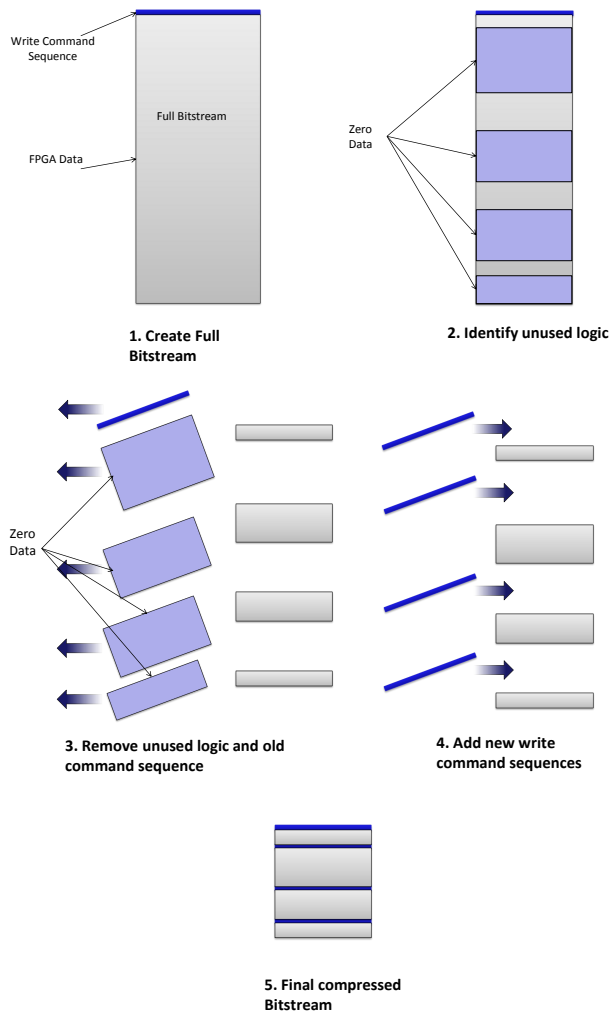 Write Command
Sequence
Full Bitstream
FPGA Data
1. Create Full
Bitstream
Zero
Data
2. Identify unused logic
Zero
Data
3. Remove unused logic and old
command sequence
4. Add new write
command sequences
5. Final compressed
Bitstream